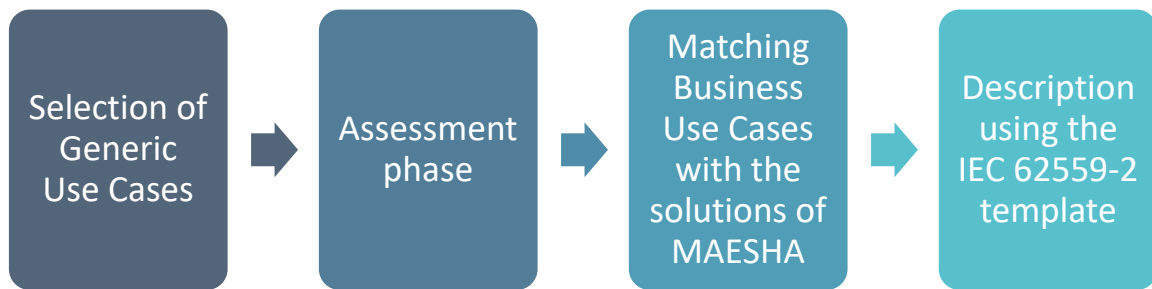 Selection of
Generic
Use Cases
Assessment
phase
Matching
Business
Use Cases
with the
solutions of
MAESHA
Description
using the
IEC 62559-2
template